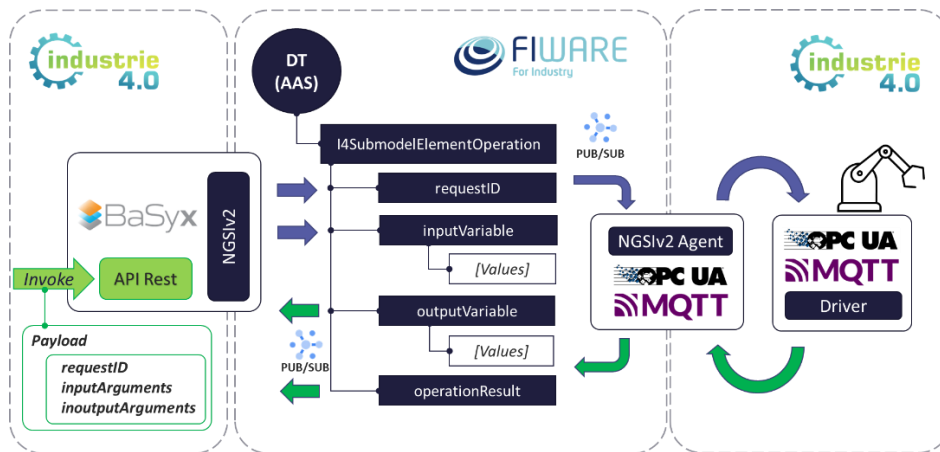 industrie
4.0
BaSyx
NGSIv2
Invoke
API Rest
Payload
requestID
inputArguments
inoutputArguments
DT
(AAS)
FIWARE
For Industry
I4SubmodelElementOperation
requestID
inputVariable
[Values]
outputVariable
[Values]
operationResult
PUB/SUB
PUB/SUB
NGSIv2 Agent
OPC UA
MQTT
industrie
4.0
OPC UA
MQTT
Driver